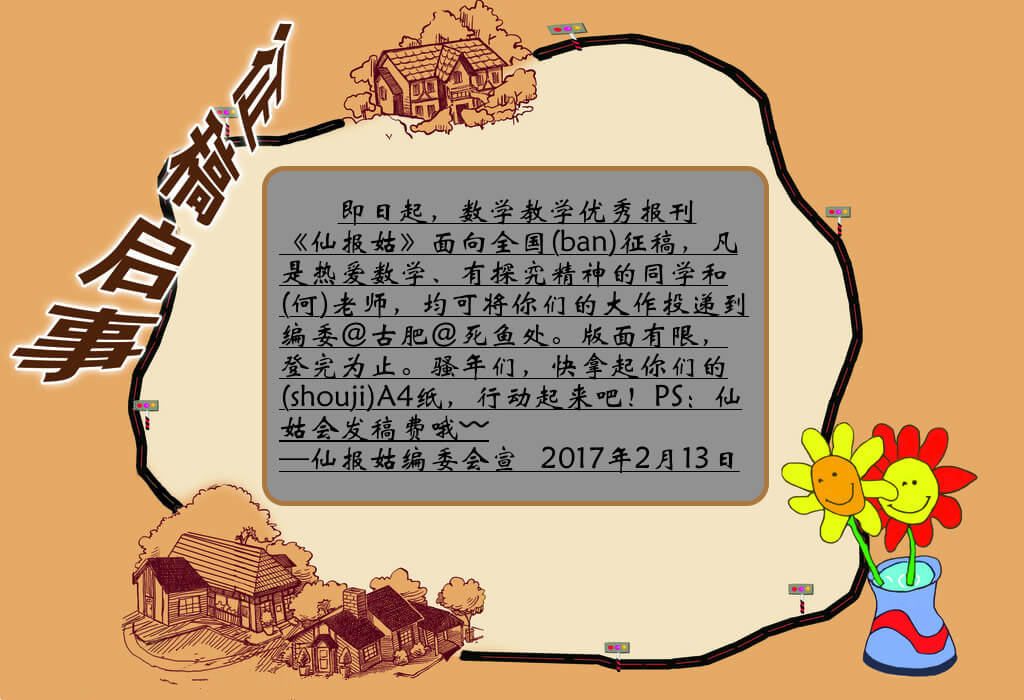 征稿启事
即日起，数学教学优秀报刊
《仙报姑》面向全国(ban)征稿，凡
是热爱数学、有探究精神的同学和
(何)老师，均可将你们的大作投递到
编委@古肥@死鱼处。版面有限，
登完为止。骚年们，快拿起你们的
(shouji)A4纸，行动起来吧！PS：仙
姑会发稿费哦~~
—仙报姑编委会宣 2017年2月13日